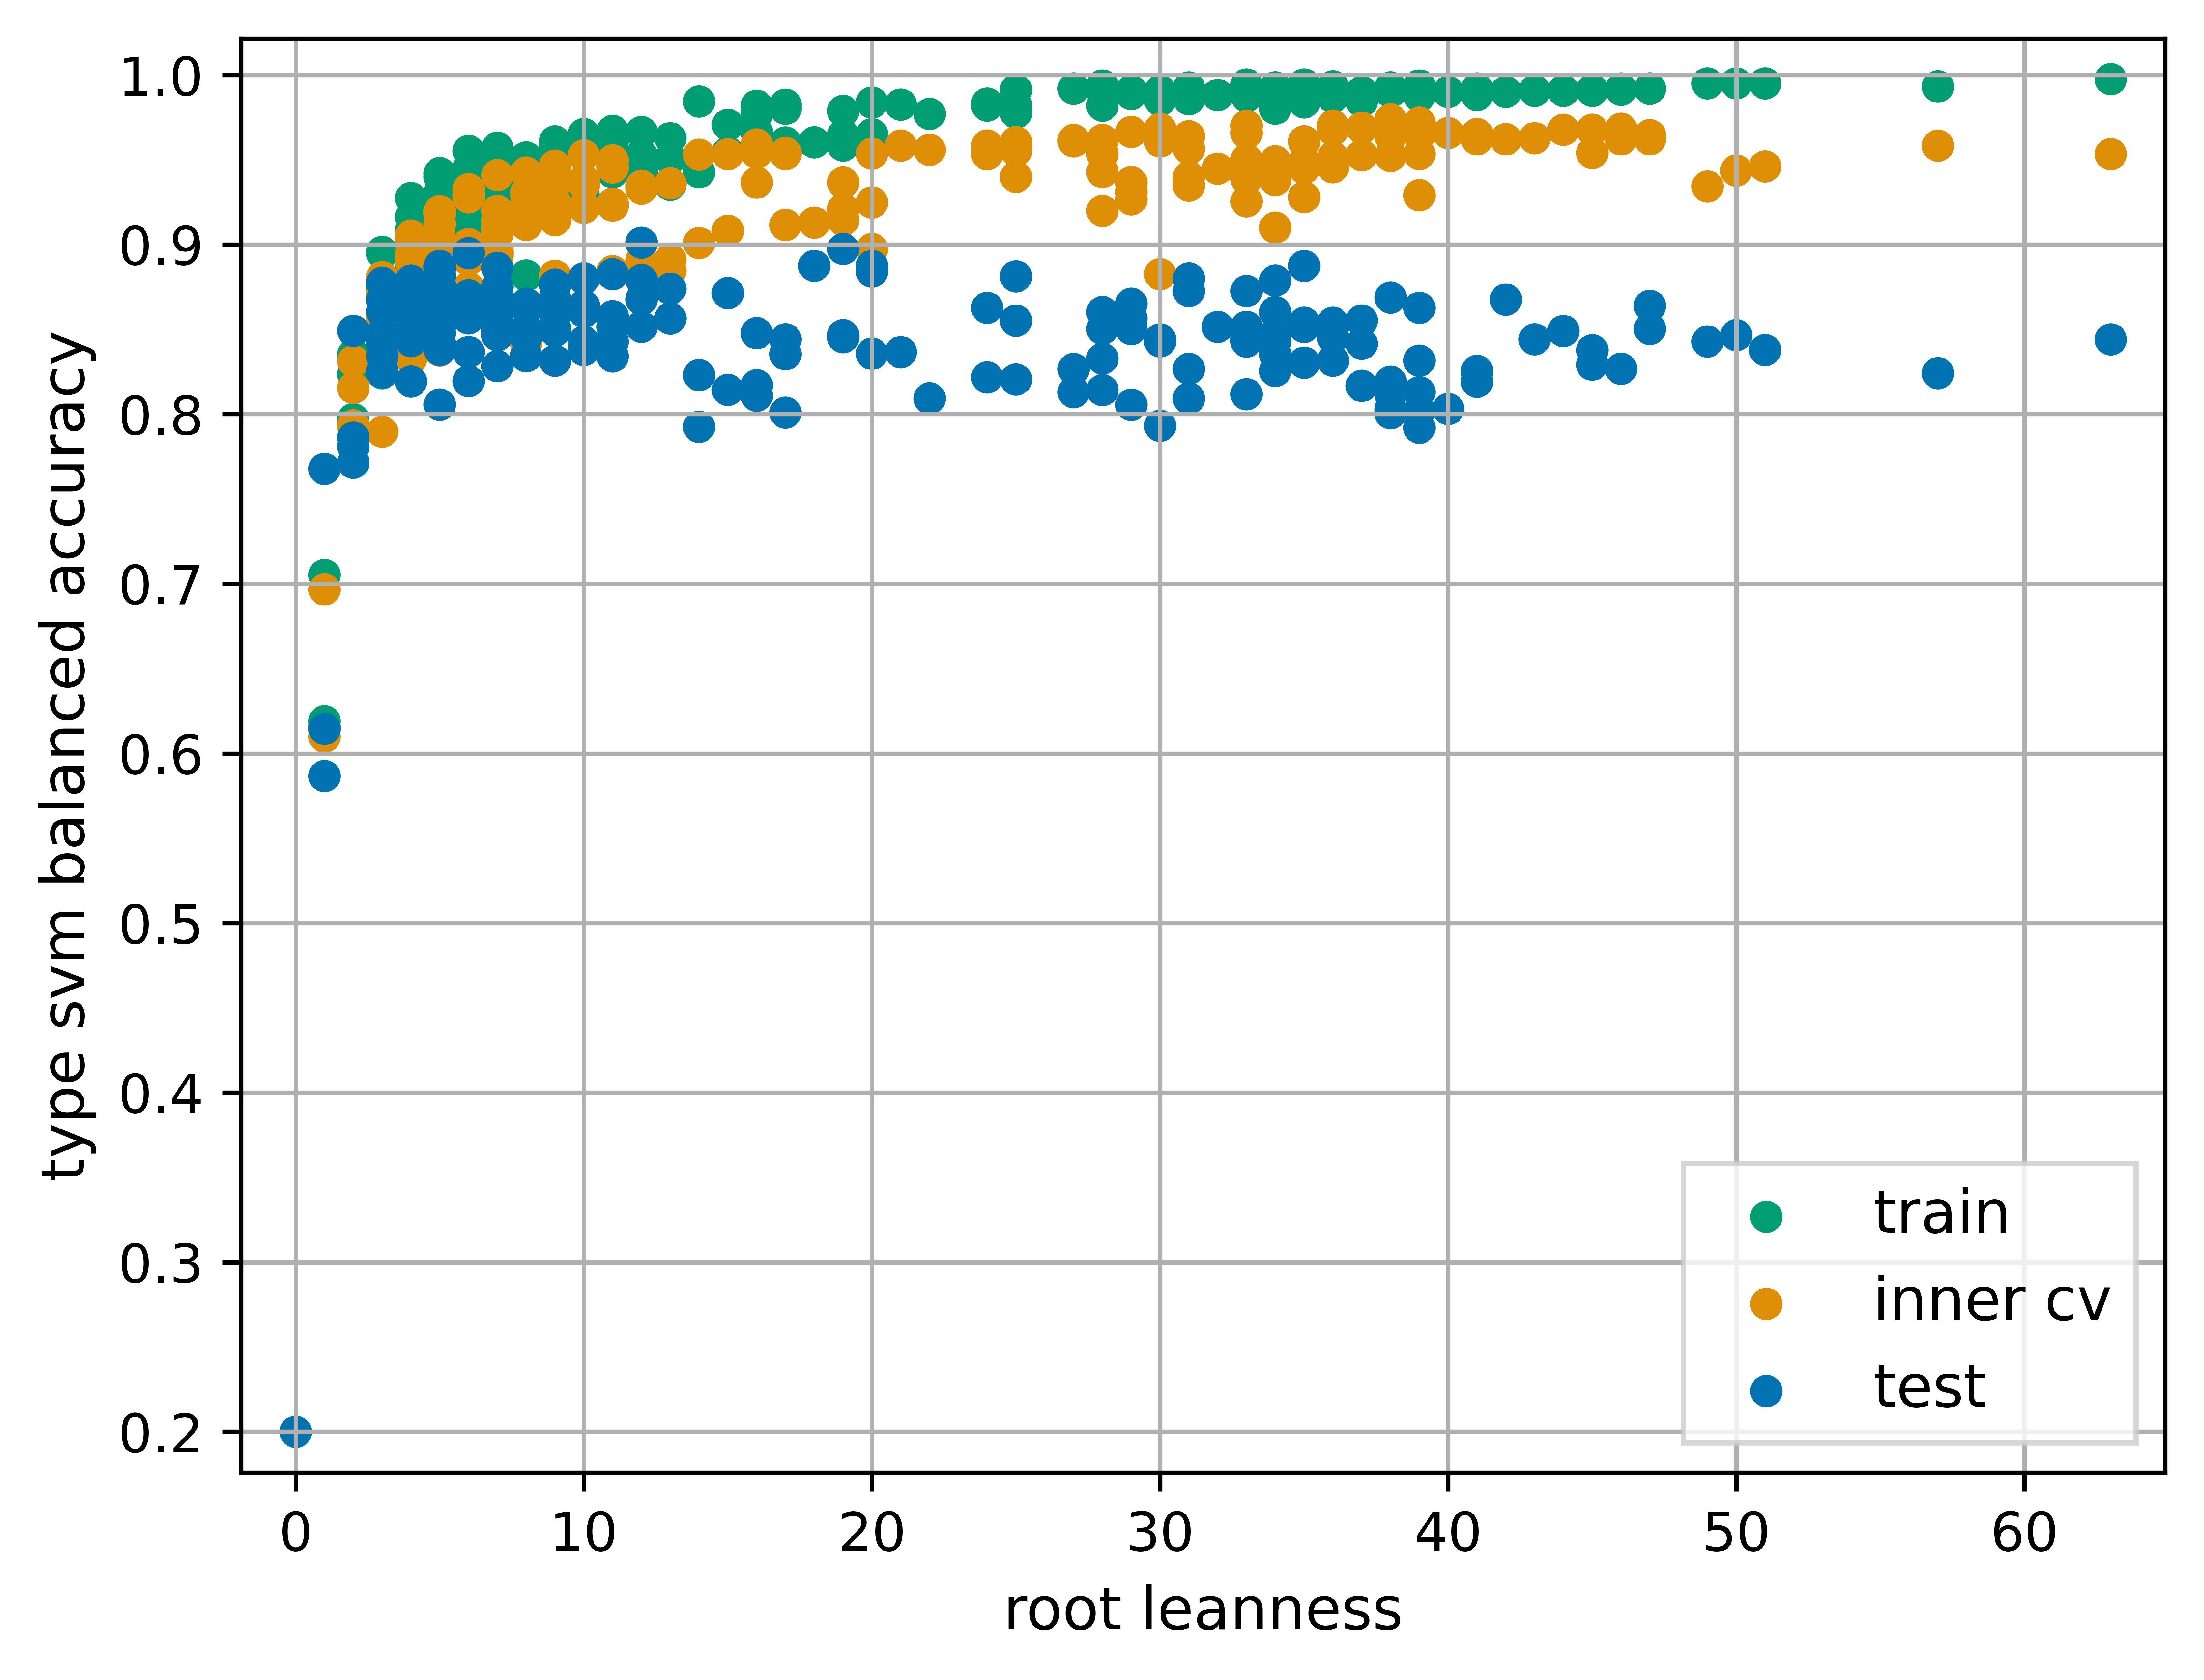 type svm balanced accuracy
1.0
0.9
0.8
0.7
0.6
0.5
0.4
0.3
0.2
0 10 20 30 40 50 60
root leanness
train
inner cv
test